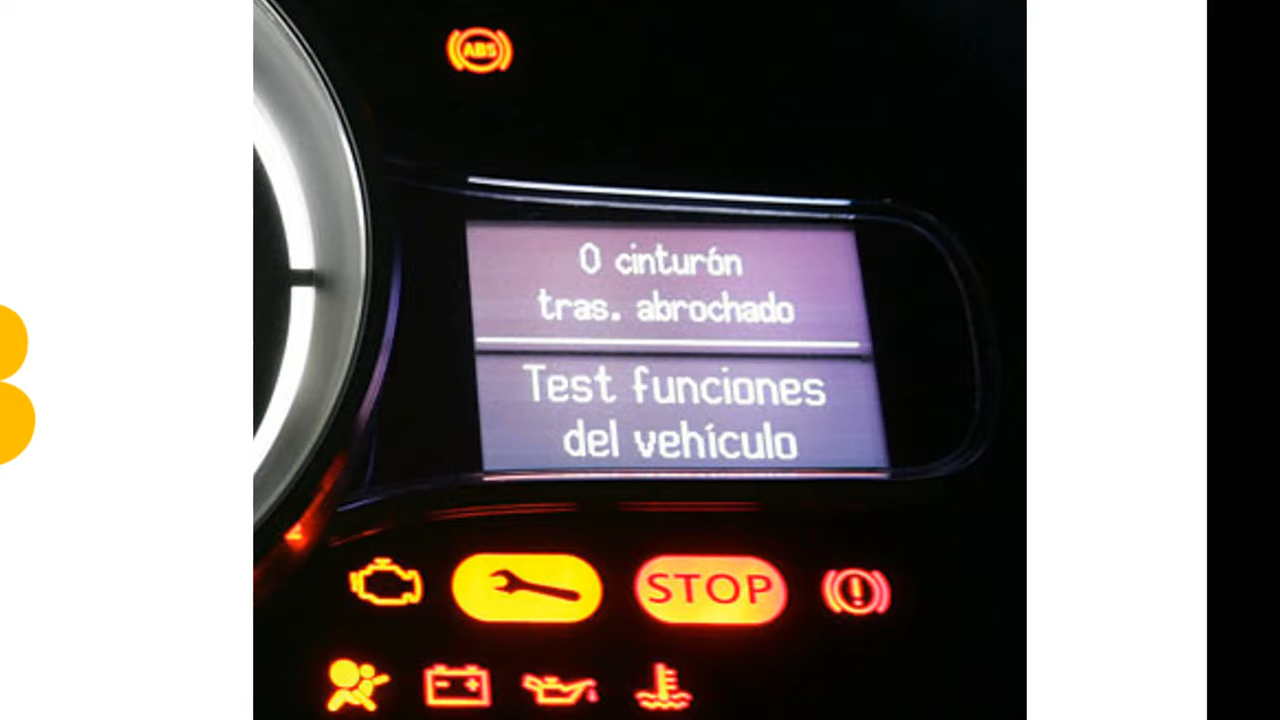 ABS
0 cinturón
tras. abrochado
Test funciones
del vehículo
STOP